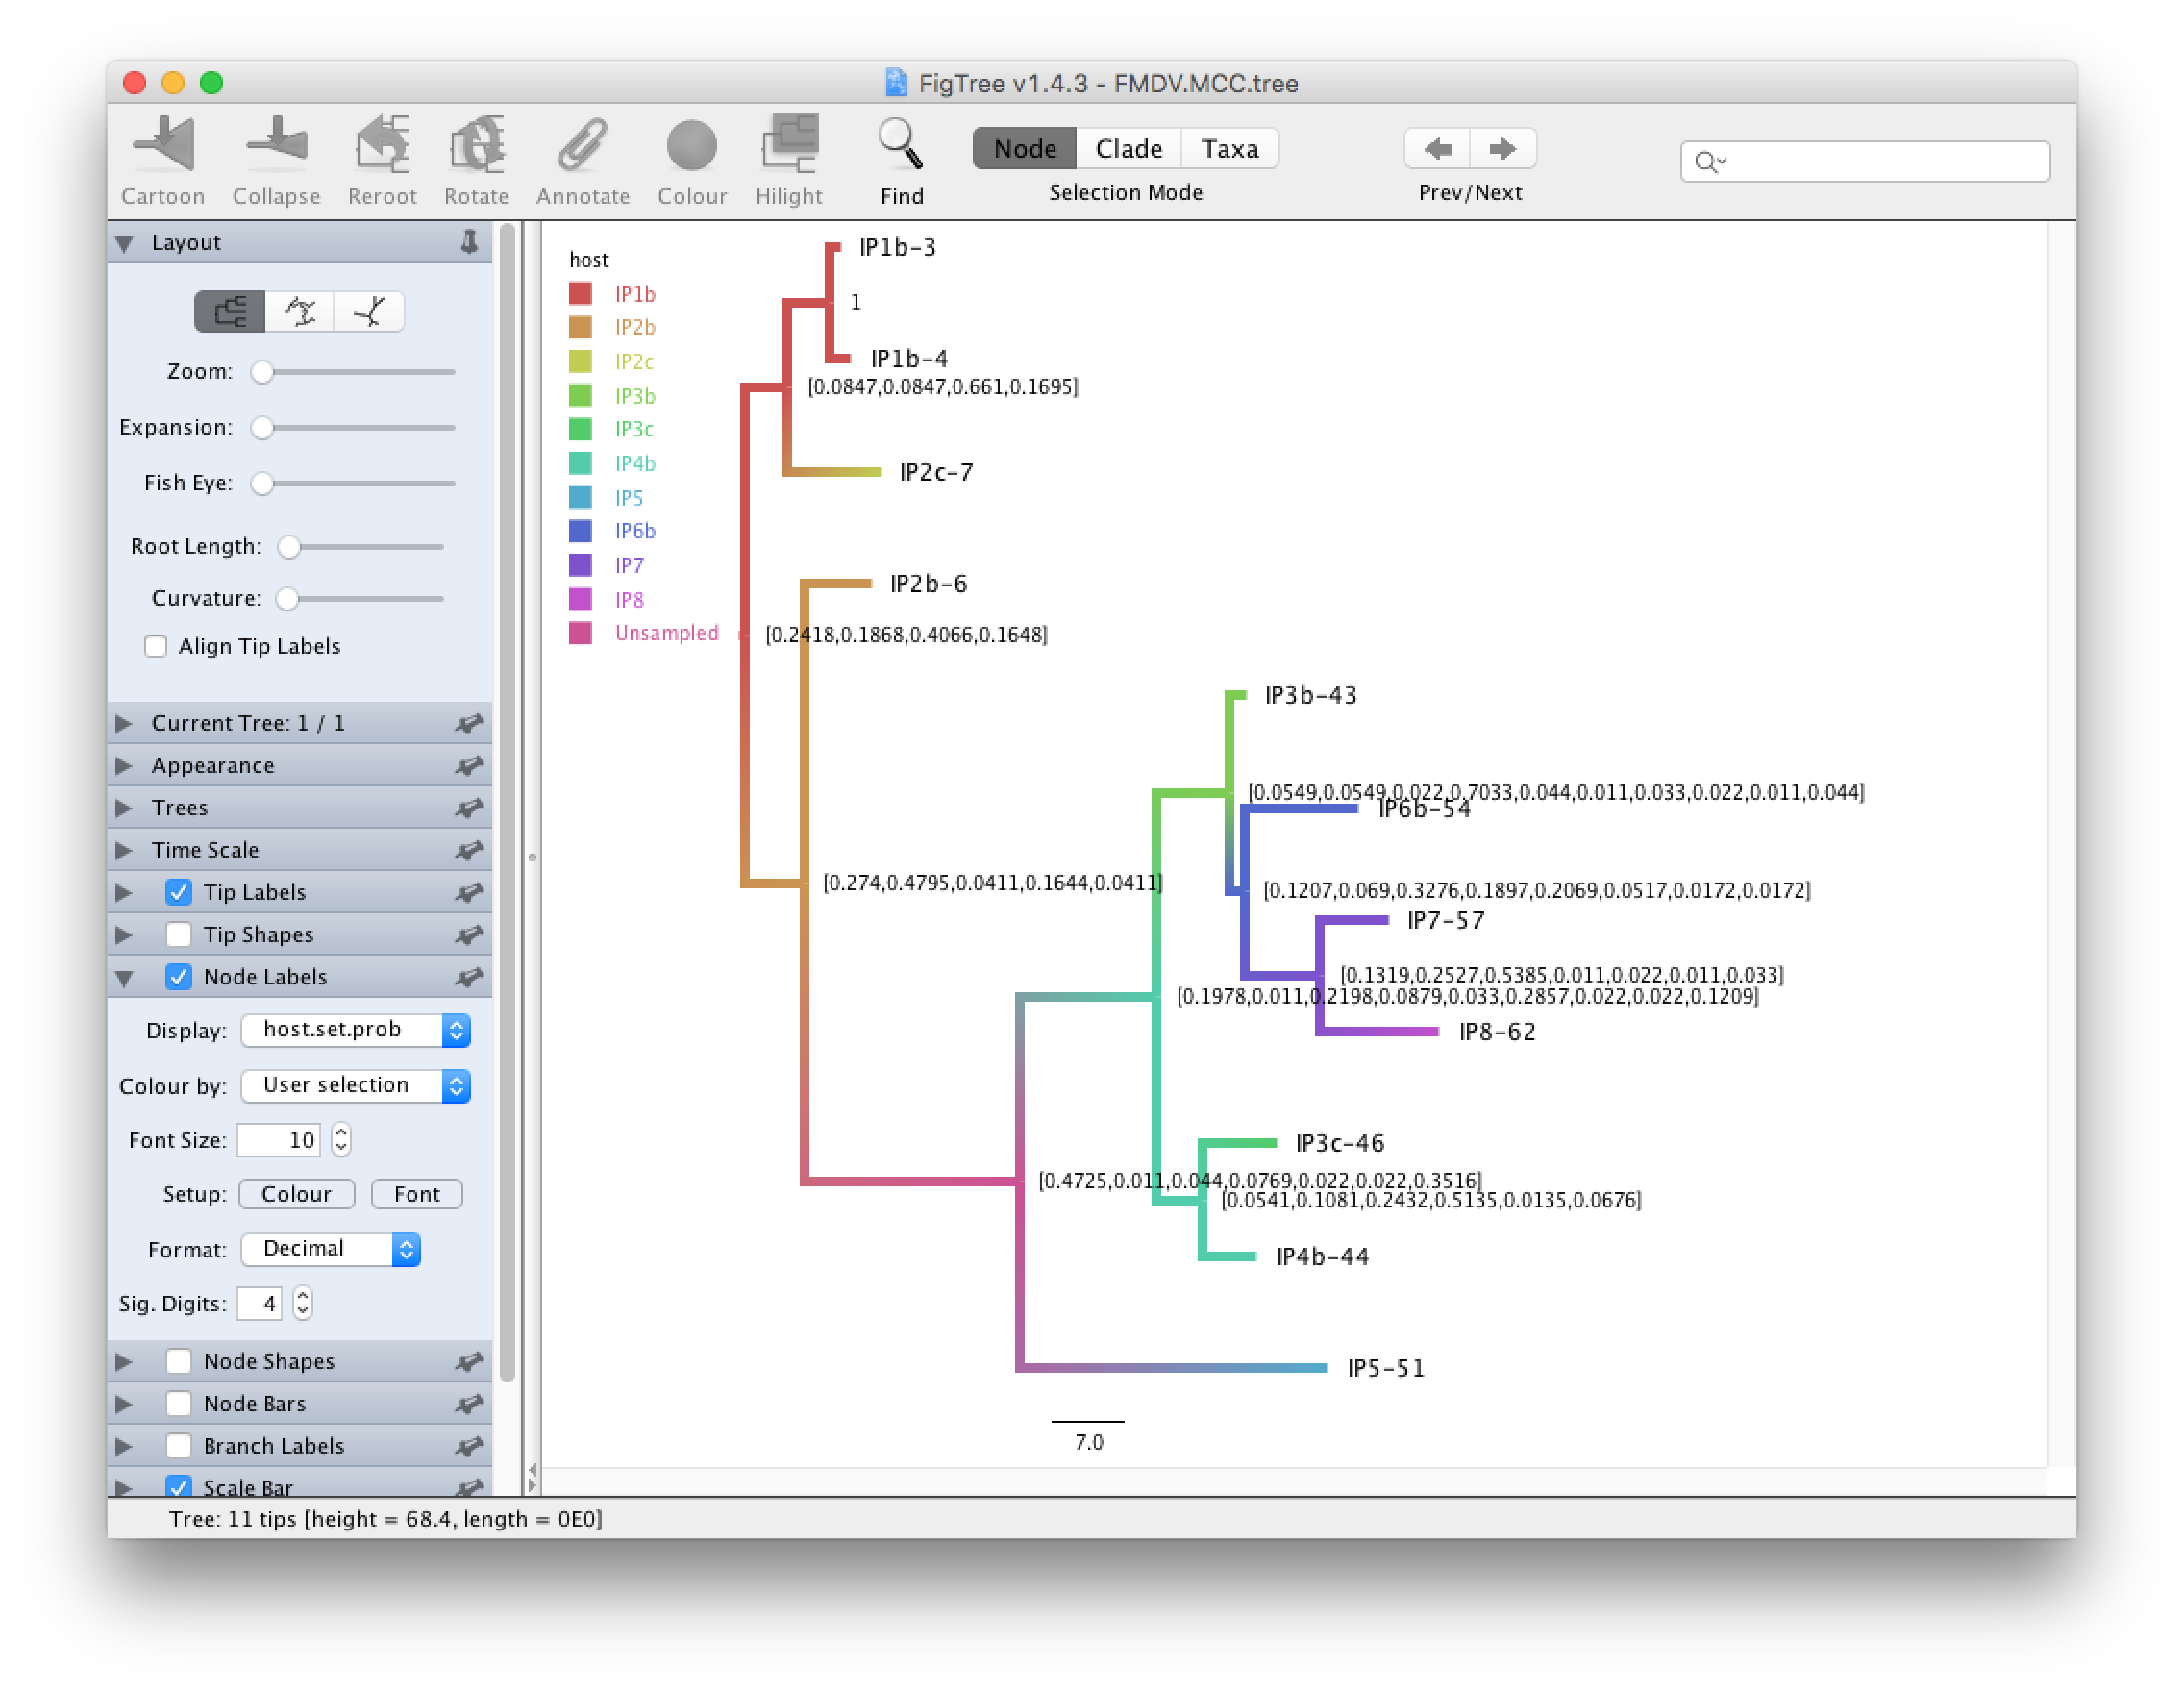 FigTree v1.4.3 - FMDV.MCC.tree
Cartoon Collapse Reroot Rotate Annotate Colour Hilight Find
Node Clade Taxa
Selection Mode
Prev/Next
Layout
Zoom:
Expansion:
Fish Eye:
Root Length:
Curvature:
Align Tip Labels
Current Tree: 1 / 1
Appearance
Trees
Time Scale
Tip Labels
Tip Shapes
Node Labels
Display: host.set.prob
Colour by: User selection
Font Size: 10
Setup: Colour Font
Format: Decimal
Sig. Digits: 4
Node Shapes
Node Bars
Branch Labels
Scale Bar
host
IP1b
IP2b
IP2c
IP3b
IP3c
IP4b
IP5
IP6b
IP7
IP8
Unsampled
IP1b-3
1
IP1b-4
[0.0847,0.0847,0.661,0.1695]
IP2c-7
IP2b-6
[0.2418,0.1868,0.4066,0.1648]
IP3b-43
[0.0549,0.0549,0.022,0.7033,0.044,0.011,0.033,0.022,0.011,0.044]
IP6b-54
[0.274,0.4795,0.0411,0.1644,0.0411]
[0.1207,0.069,0.3276,0.1897,0.2069,0.0517,0.0172,0.0172]
IP7-57
[0.1319,0.2527,0.5385,0.011,0.022,0.011,0.033]
[0.1978,0.011,0.2198,0.0879,0.033,0.2857,0.022,0.022,0.1209]
IP8-62
IP3c-46
[0.4725,0.011,0.044,0.0769,0.022,0.022,0.3516]
[0.0541,0.1081,0.2432,0.5135,0.0135,0.0676]
IP4b-44
IP5-51
7.0
Tree: 11 tips [height = 68.4, length = 0E0]